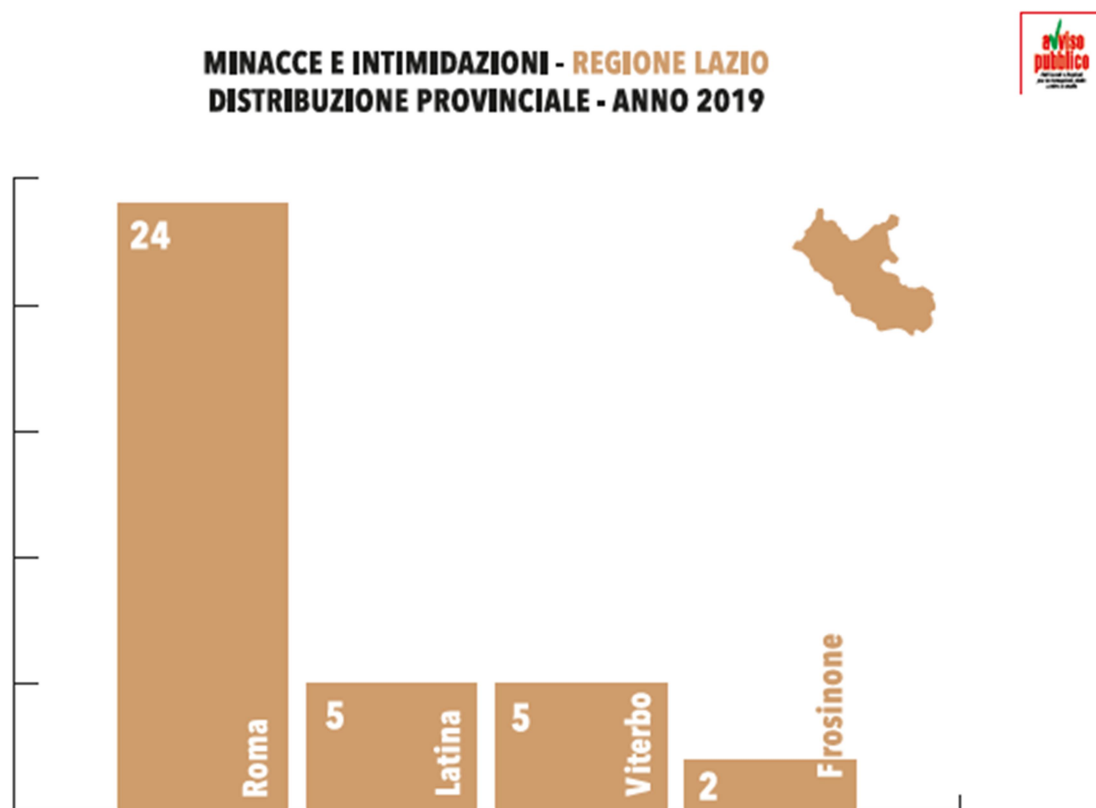 MINACCE E INTIMIDAZIONI - REGIONE LAZIO
DISTRIBUZIONE PROVINCIALE - ANNO 2019
avviso
pubblico
24
Roma
5
Latina
5
Viterbo
2
Frosinone